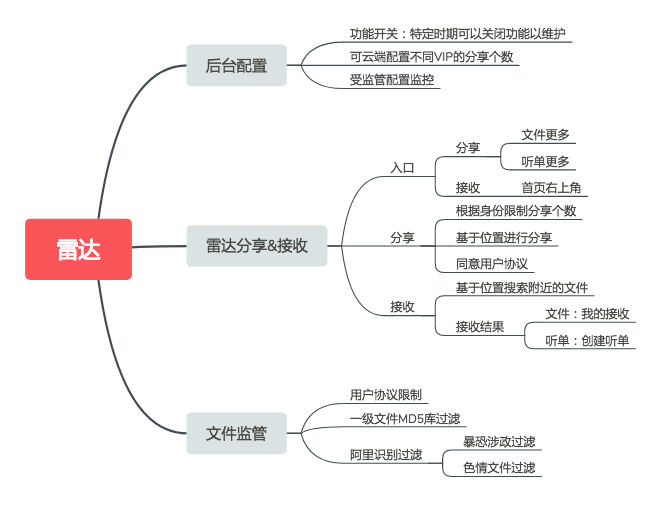 雷达
后台配置
功能开关：特定时期可以关闭功能以维护
可云端配置不同VIP的分享个数
受监管配置监控
雷达分享&接收
入口
分享
文件更多
听单更多
接收
首页右上角
分享
根据身份限制分享个数
基于位置进行分享
同意用户协议
接收
基于位置搜索附近的文件
接收结果
文件：我的接收
听单：创建听单
文件监管
用户协议限制
一级文件MD5库过滤
阿里识别过滤
暴恐涉政过滤
色情文件过滤